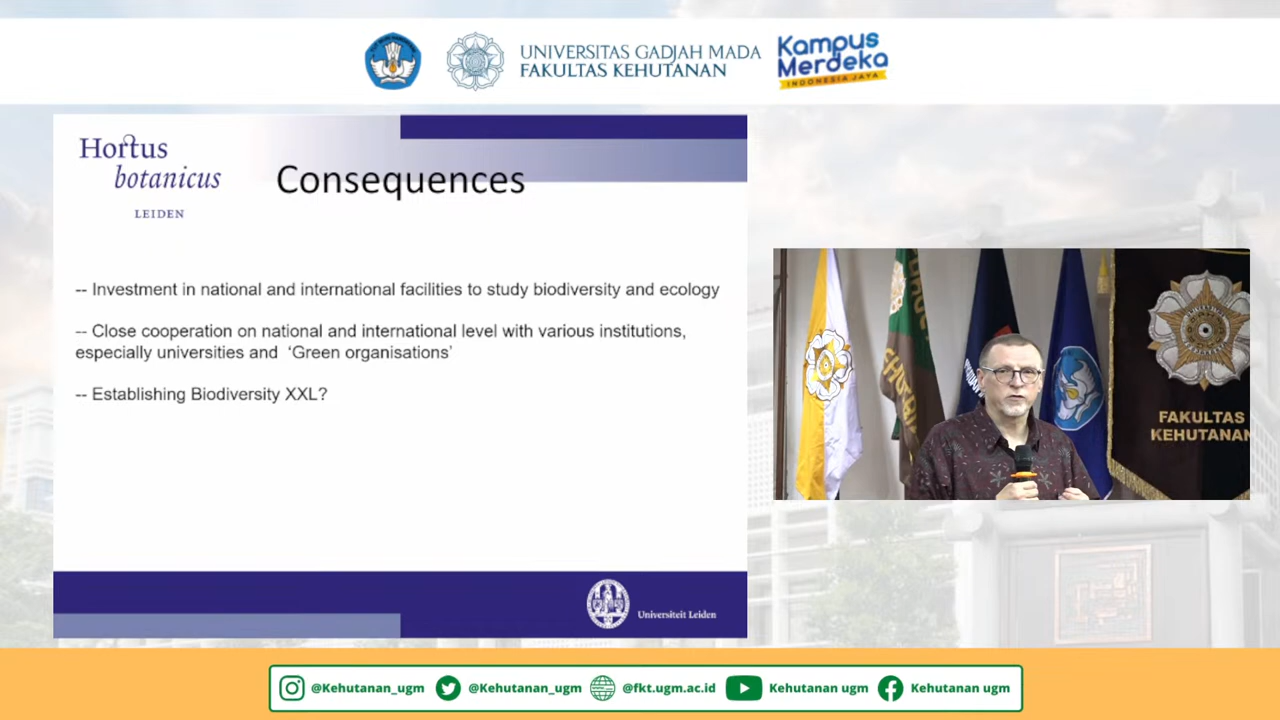 UNIVERSITAS GADJAH MADA
FAKULTAS KEHUTANAN
Kampus
Merdeka
INDONESIA JAYA
Hortus
botanicus
LEIDEN
Consequences
-- Investment in national and international facilities to study biodiversity and ecology
-- Close cooperation on national and international level with various institutions,
especially universities and 'Green organisations'
-- Establishing Biodiversity XXL?
Universiteit Leiden
FAKULTAS
KEHUTANAN
@Kehutanan_ugm
@Kehutanan_ugm
@fkt.ugm.ac.id
Kehutanan ugm
Kehutanan ugm